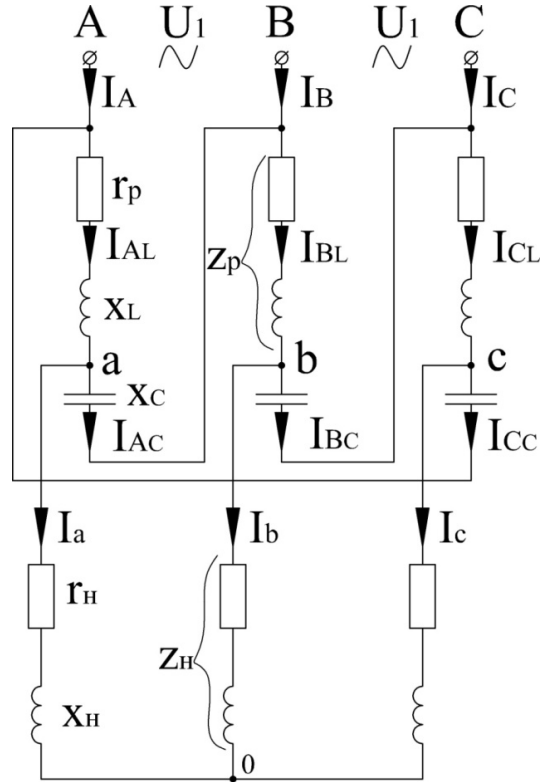 A U1 B U1 C
IA IB IC
rp
IAL zp IBL ICL
xL
a b c
xC
IAC IBC ICC
Ia Ib Ic
rH
zH
xH
0